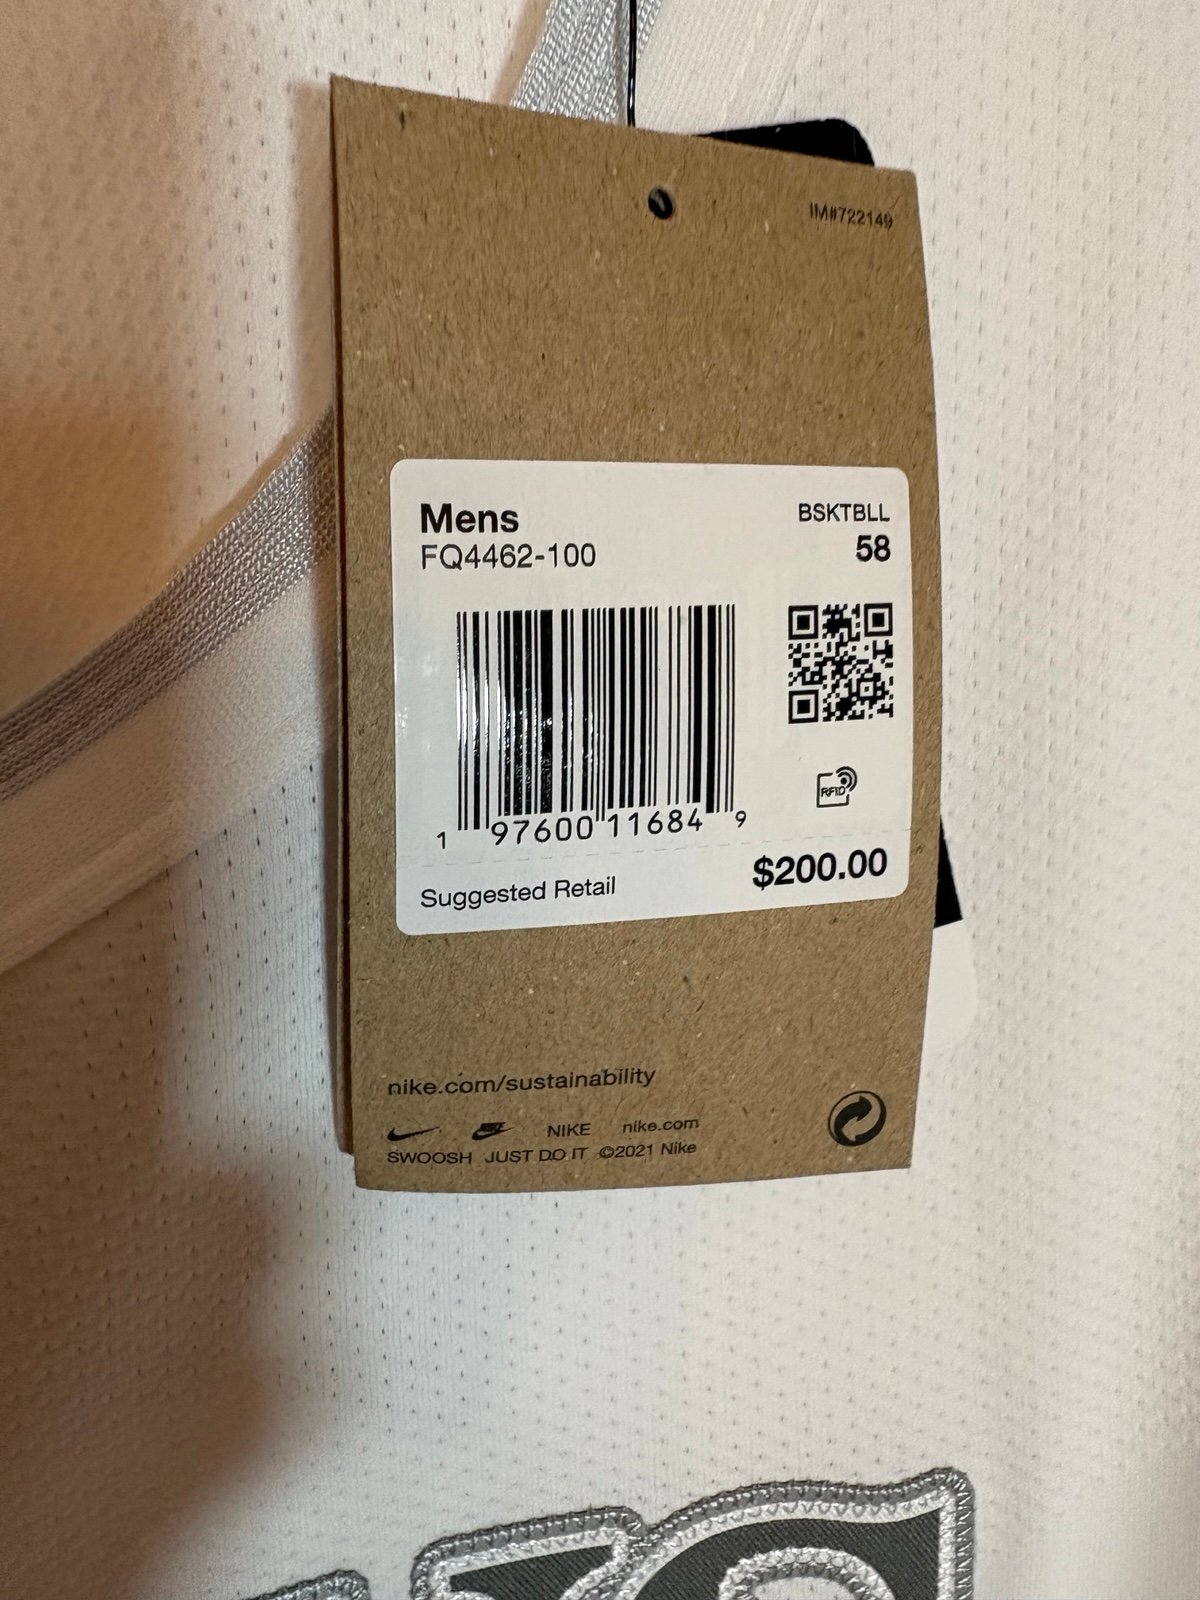 IM#722149
Mens
BSKTBLL
FQ4462-100
58
RFID
1 97600 11684 9
Suggested Retail
$200.00
nike.com/sustainability
NIKE nike.com
SWOOSH JUST DO IT ©2021 Nike